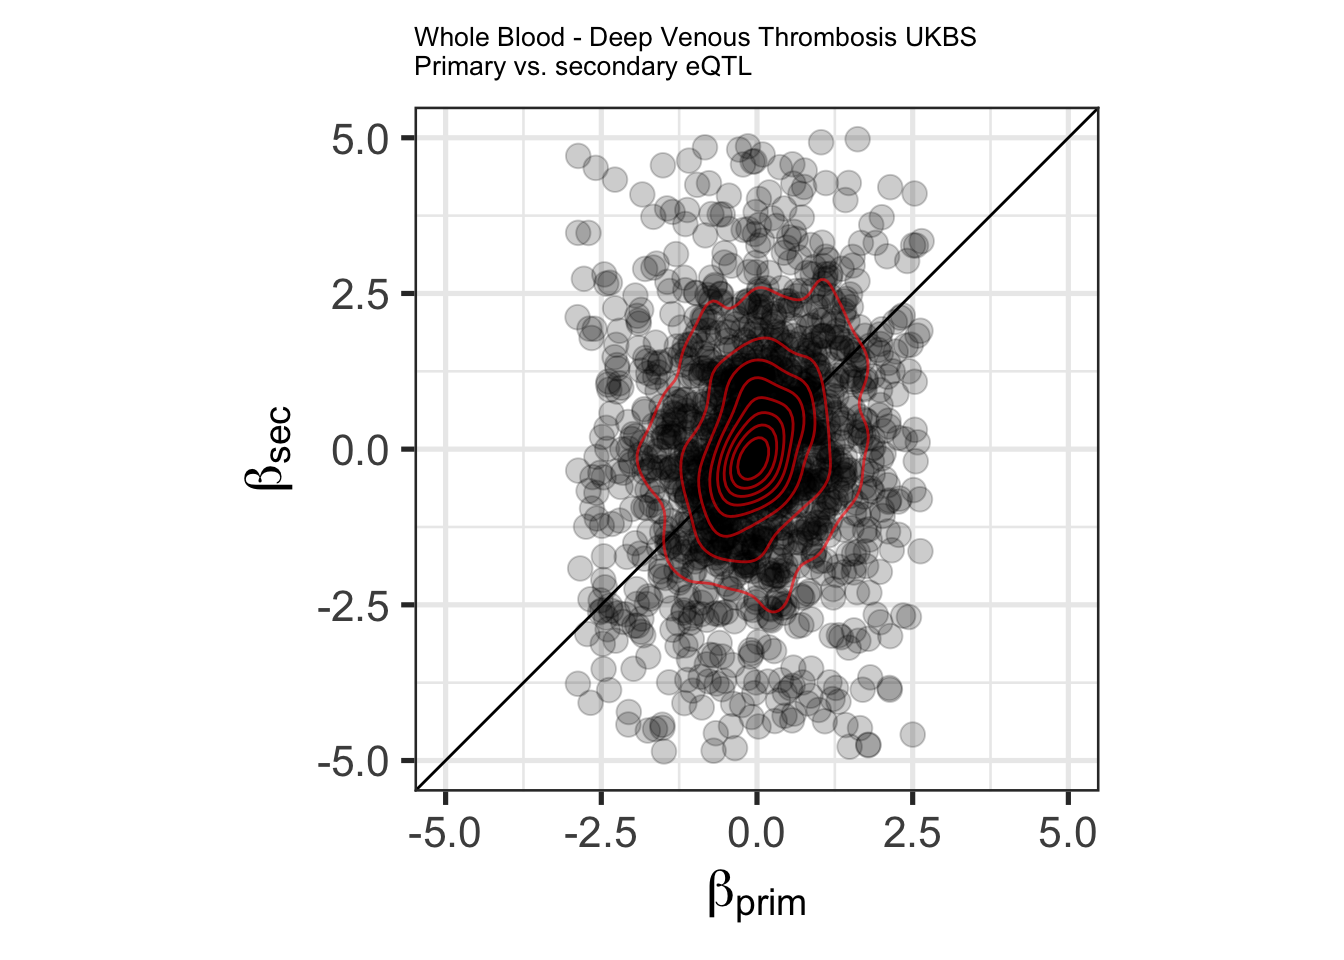 Whole Blood - Deep Venous Thrombosis UKBS
Primary vs. secondary eQTL
5.0
2.5
0.0
-2.5
-5.0
βsec
-5.0 -2.5 0.0 2.5 5.0
βprim